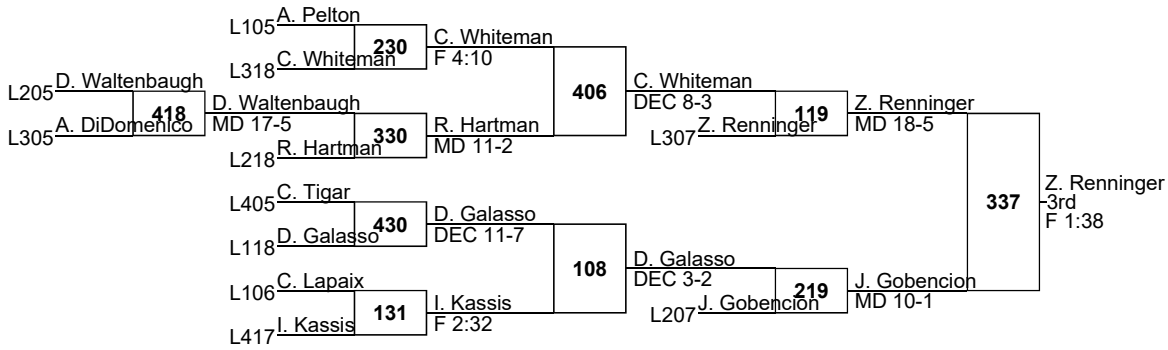 L105 A. Pelton
230
C. Whiteman
F 4:10
L318 C. Whiteman
L205 D. Waltenbaugh
418
D. Waltenbaugh
MD 17-5
L305 A. DiDomenico
330
R. Hartman
MD 11-2
L218 R. Hartman
406
C. Whiteman
DEC 8-3
119
Z. Renninger
MD 18-5
L307 Z. Renninger
L405 C. Tigar
430
D. Galasso
DEC 11-7
L118 D. Galasso
108
D. Galasso
DEC 3-2
L106 C. Lapaix
131
I. Kassis
F 2:32
L417 I. Kassis
219
J. Gobencion
MD 10-1
L207 J. Gobencion
337
Z. Renninger
3rd
F 1:38